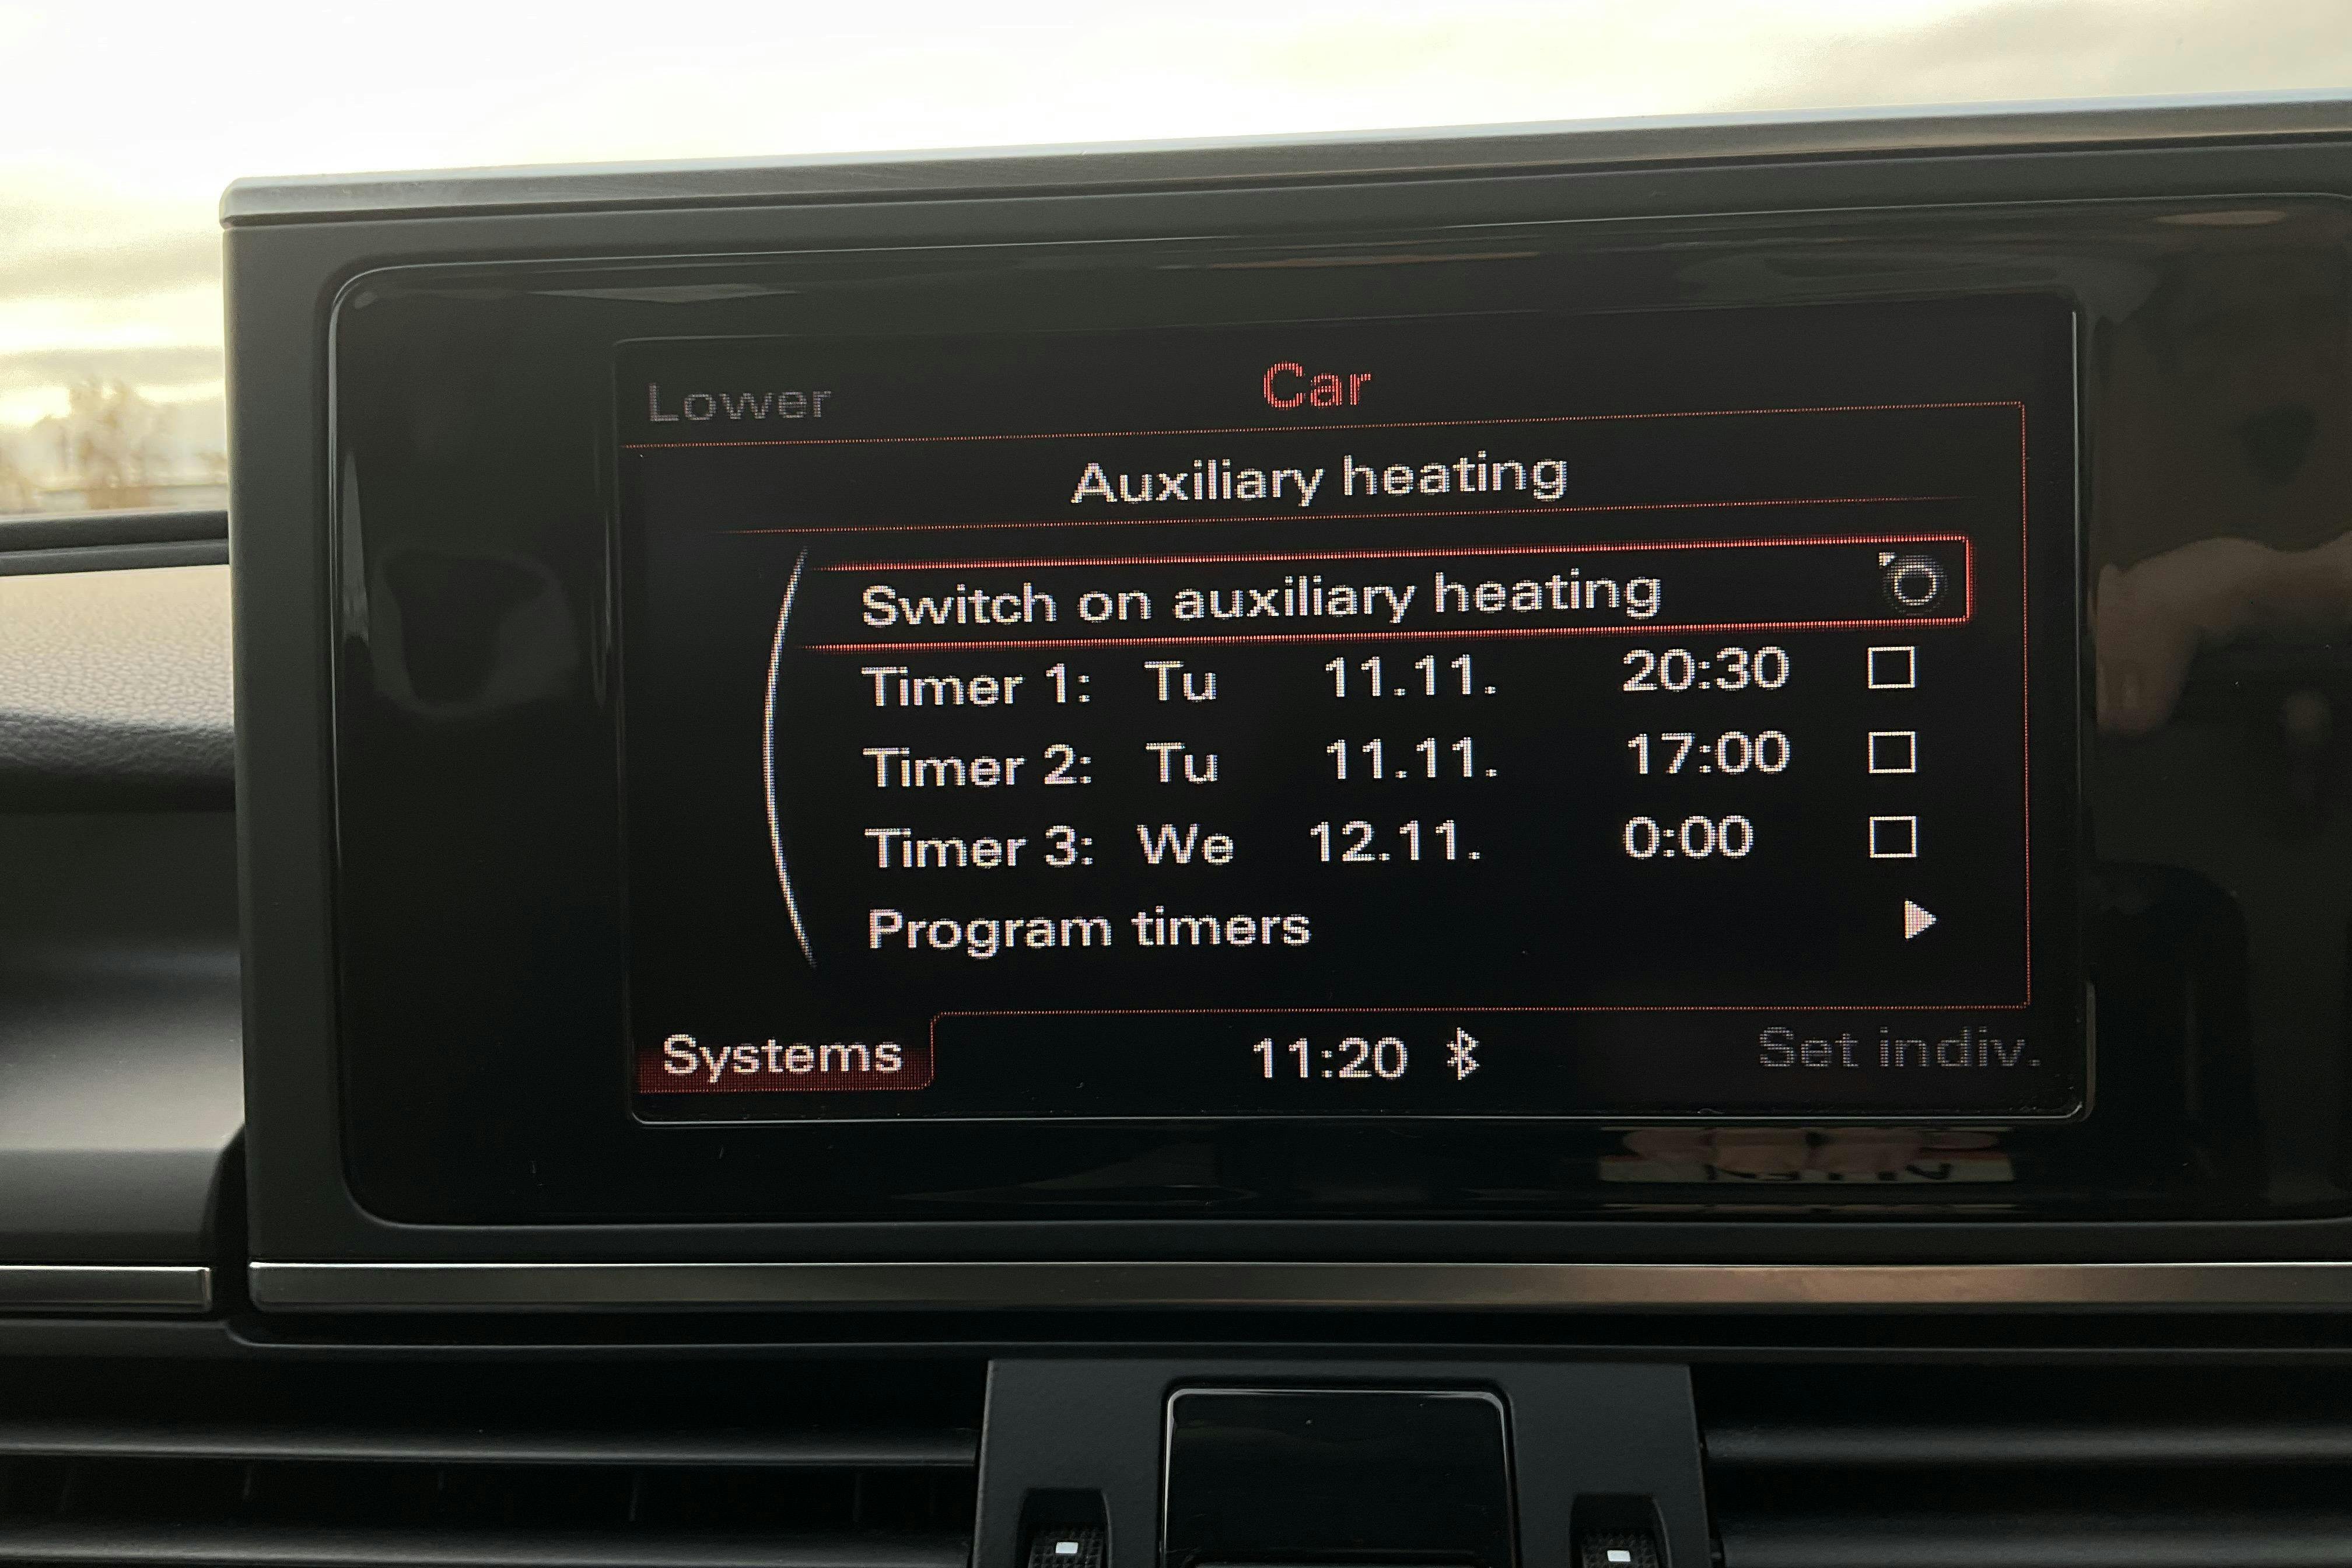 Lower Car
Auxiliary heating
Switch on auxiliary heating
Timer 1: Tu 11.11. 20:30
Timer 2: Tu 11.11. 17:00
Timer 3: We 12.11. 0:00
Program timers
Systems 11:20 Set indiv.